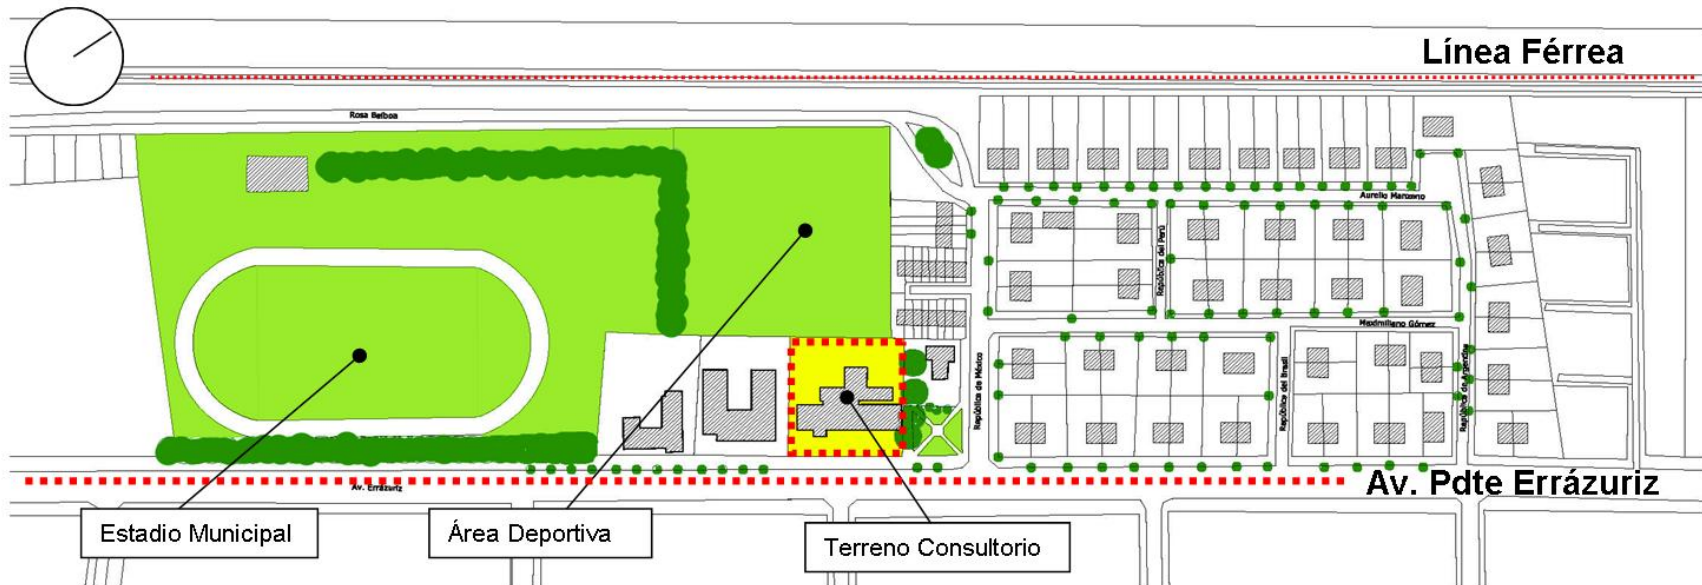 Línea Férrea
Rosa Balboa
Aurelio Manzano
República del Perú
Maximiliano Gómez
República de México
República del Brasil
República de Argentina
Av. Errázuriz
Av. Pdte Errázuriz
Estadio Municipal
Área Deportiva
Terreno Consultorio